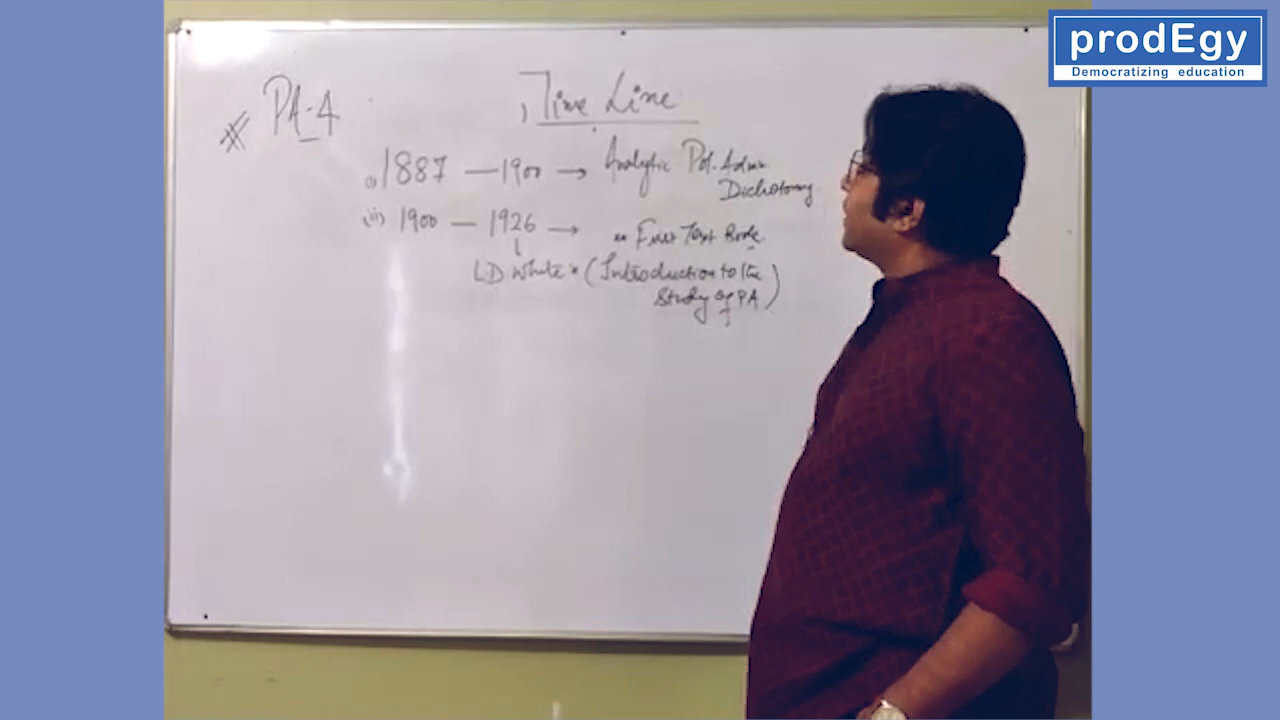 prodEgy
Democratizing education
# PA-4
Time Line
(i) 1887 — 1900 → Analytic Pol. Admn
Dichotomy
(ii) 1900 — 1926 → First Text Book
LD White's (Introduction to the
Study of PA)